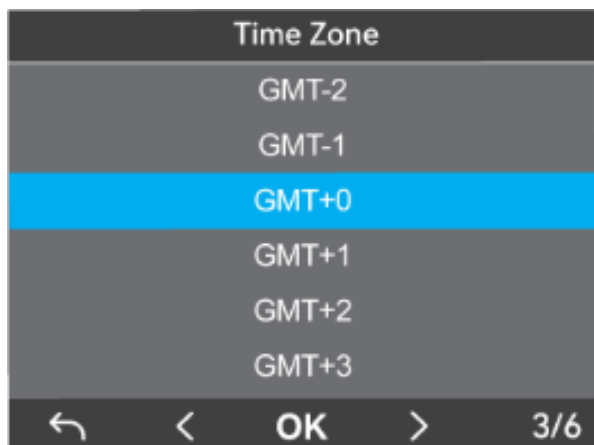 Time Zone
GMT-2
GMT-1
GMT+0
GMT+1
GMT+2
GMT+3
< OK > 3/6